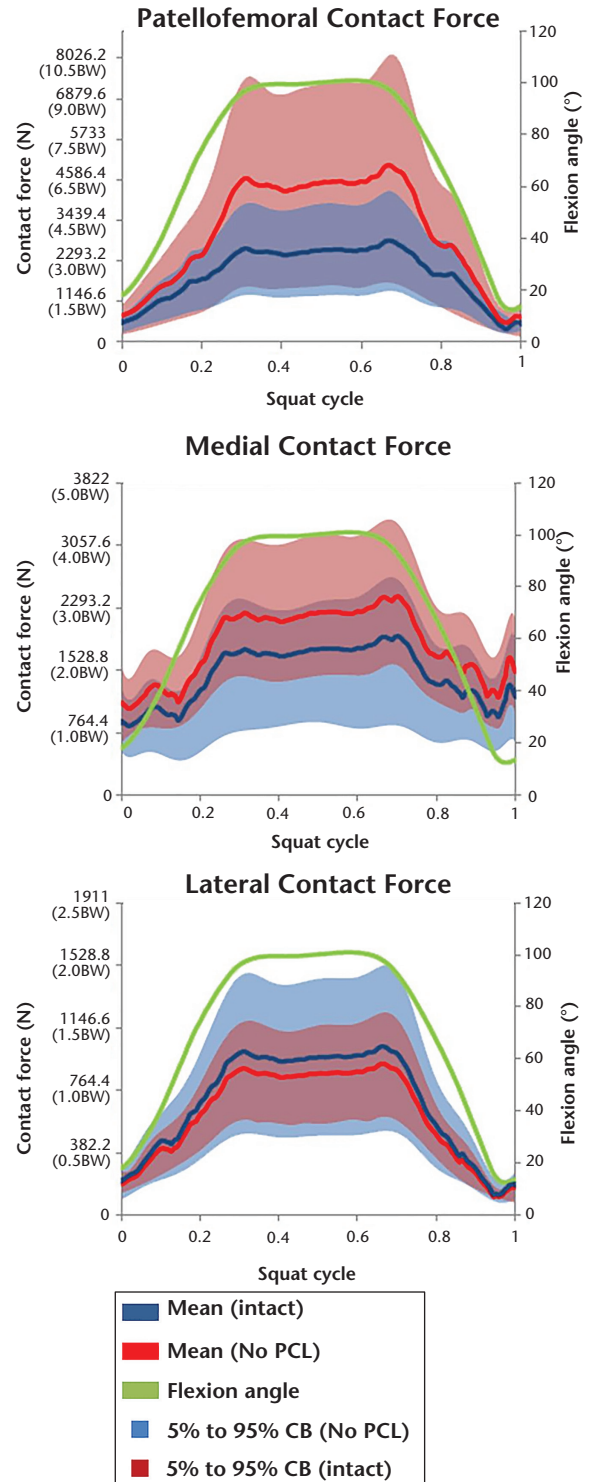 Patellofemoral Contact Force
Contact force (N)
8026.2
(10.5BW)
6879.6
(9.0BW)
5733
(7.5BW)
4586.4
(6.5BW)
3439.4
(4.5BW)
2293.2
(3.0BW)
1146.6
(1.5BW)
0
120
100
80
60
40
20
0
Flexion angle (°)
0 0.2 0.4 0.6 0.8 1
Squat cycle
Medial Contact Force
Contact force (N)
3822
(5.0BW)
3057.6
(4.0BW)
2293.2
(3.0BW)
1528.8
(2.0BW)
764.4
(1.0BW)
0
120
100
80
60
40
20
0
Flexion angle (°)
0 0.2 0.4 0.6 0.8 1
Squat cycle
Lateral Contact Force
Contact force (N)
1911
(2.5BW)
1528.8
(2.0BW)
1146.6
(1.5BW)
764.4
(1.0BW)
382.2
(0.5BW)
0
120
100
80
60
40
20
0
Flexion angle (°)
0 0.2 0.4 0.6 0.8 1
Squat cycle
Mean (intact)
Mean (No PCL)
Flexion angle
5% to 95% CB (No PCL)
5% to 95% CB (intact)